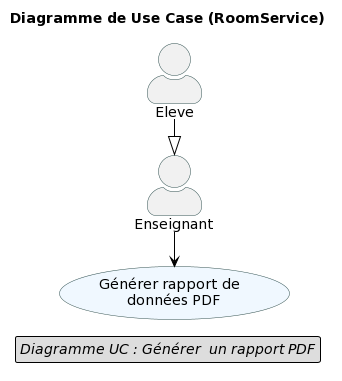 Diagramme de Use Case (RoomService)
Eleve
Enseignant
Générer rapport de
données PDF
Diagramme UC : Générer  un rapport PDF